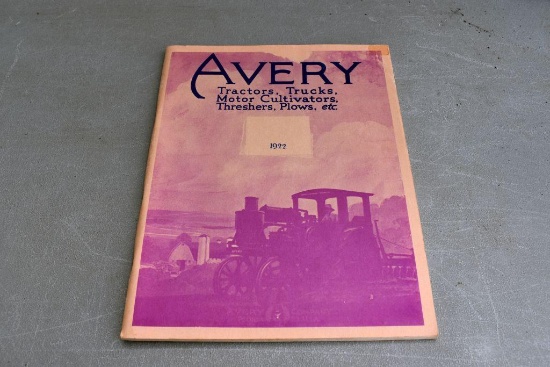 AVERY
Tractors, Trucks,
Motor Cultivators,
Threshers, Plows, etc.
1922